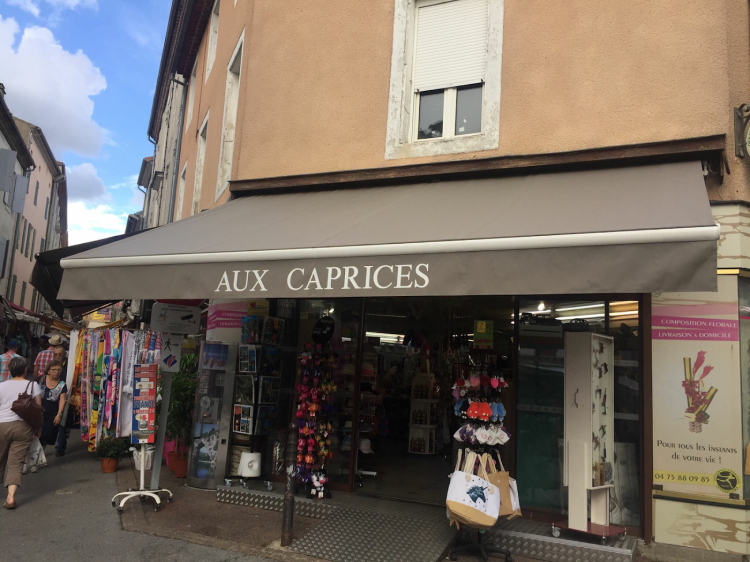 AUX CAPRICES
COMPOSITION FLORALE
LIVRAISON à DOMICILE
Pour tous les instants
de votre vie !
04 75 88 09 85